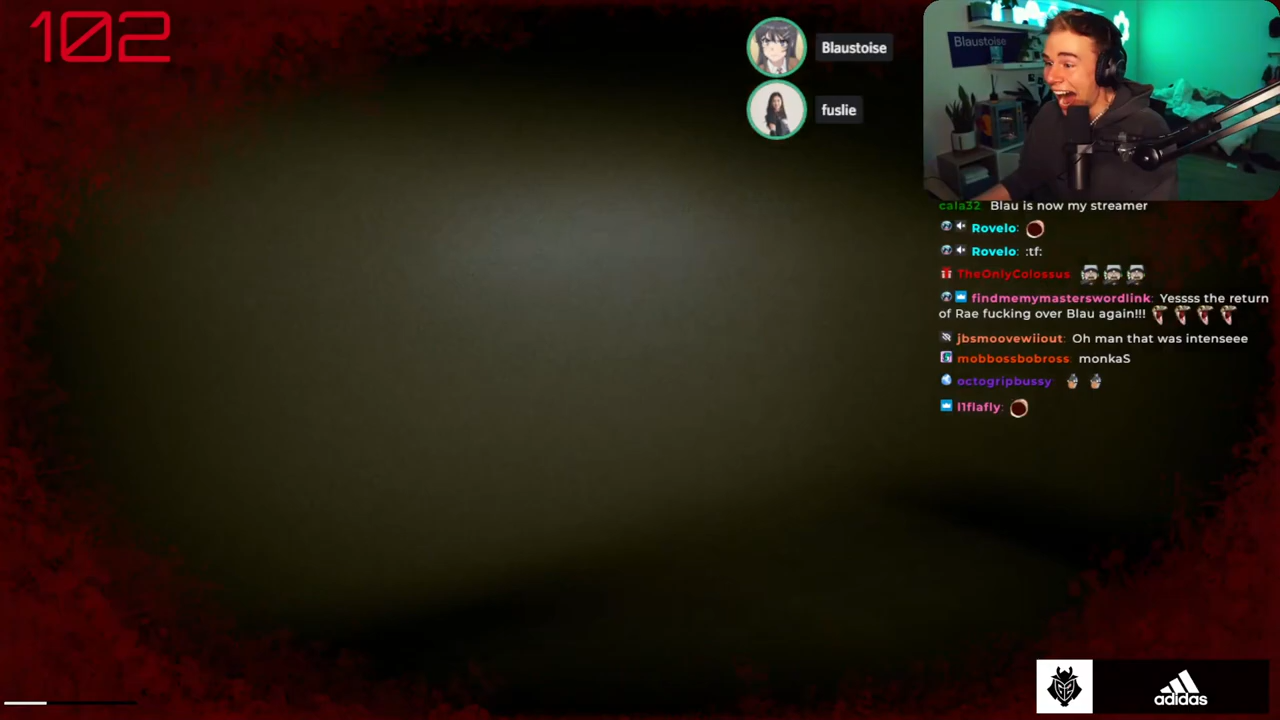 102
Blaustoise
fuslie
Blaustoise
cala32 Blau is now my streamer
Rovelo:
Rovelo: :tf:
TheOnlyColossus
findmymasterswordlink: Yessss the return
of Rae fucking over Blau again!!!
jbsmoovewiiout: Oh man that was intenseee
mobbossbobross: monkaS
octogripbussy:
l1flafly:
adidas